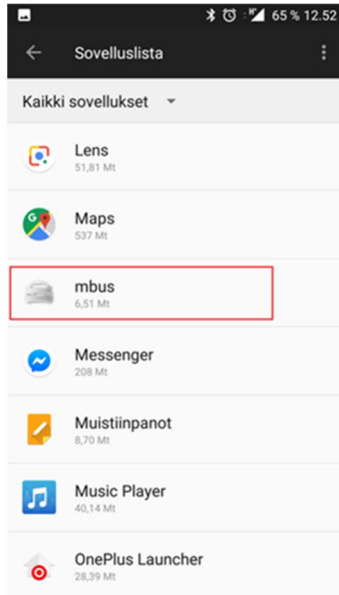 65 % 12.52
Sovelluslista
Kaikki sovellukset
Lens
51,81 Mt
Maps
537 Mt
mbus
6,51 Mt
Messenger
208 Mt
Muistiinpanot
8,70 Mt
Music Player
40,14 Mt
OnePlus Launcher
28,39 Mt